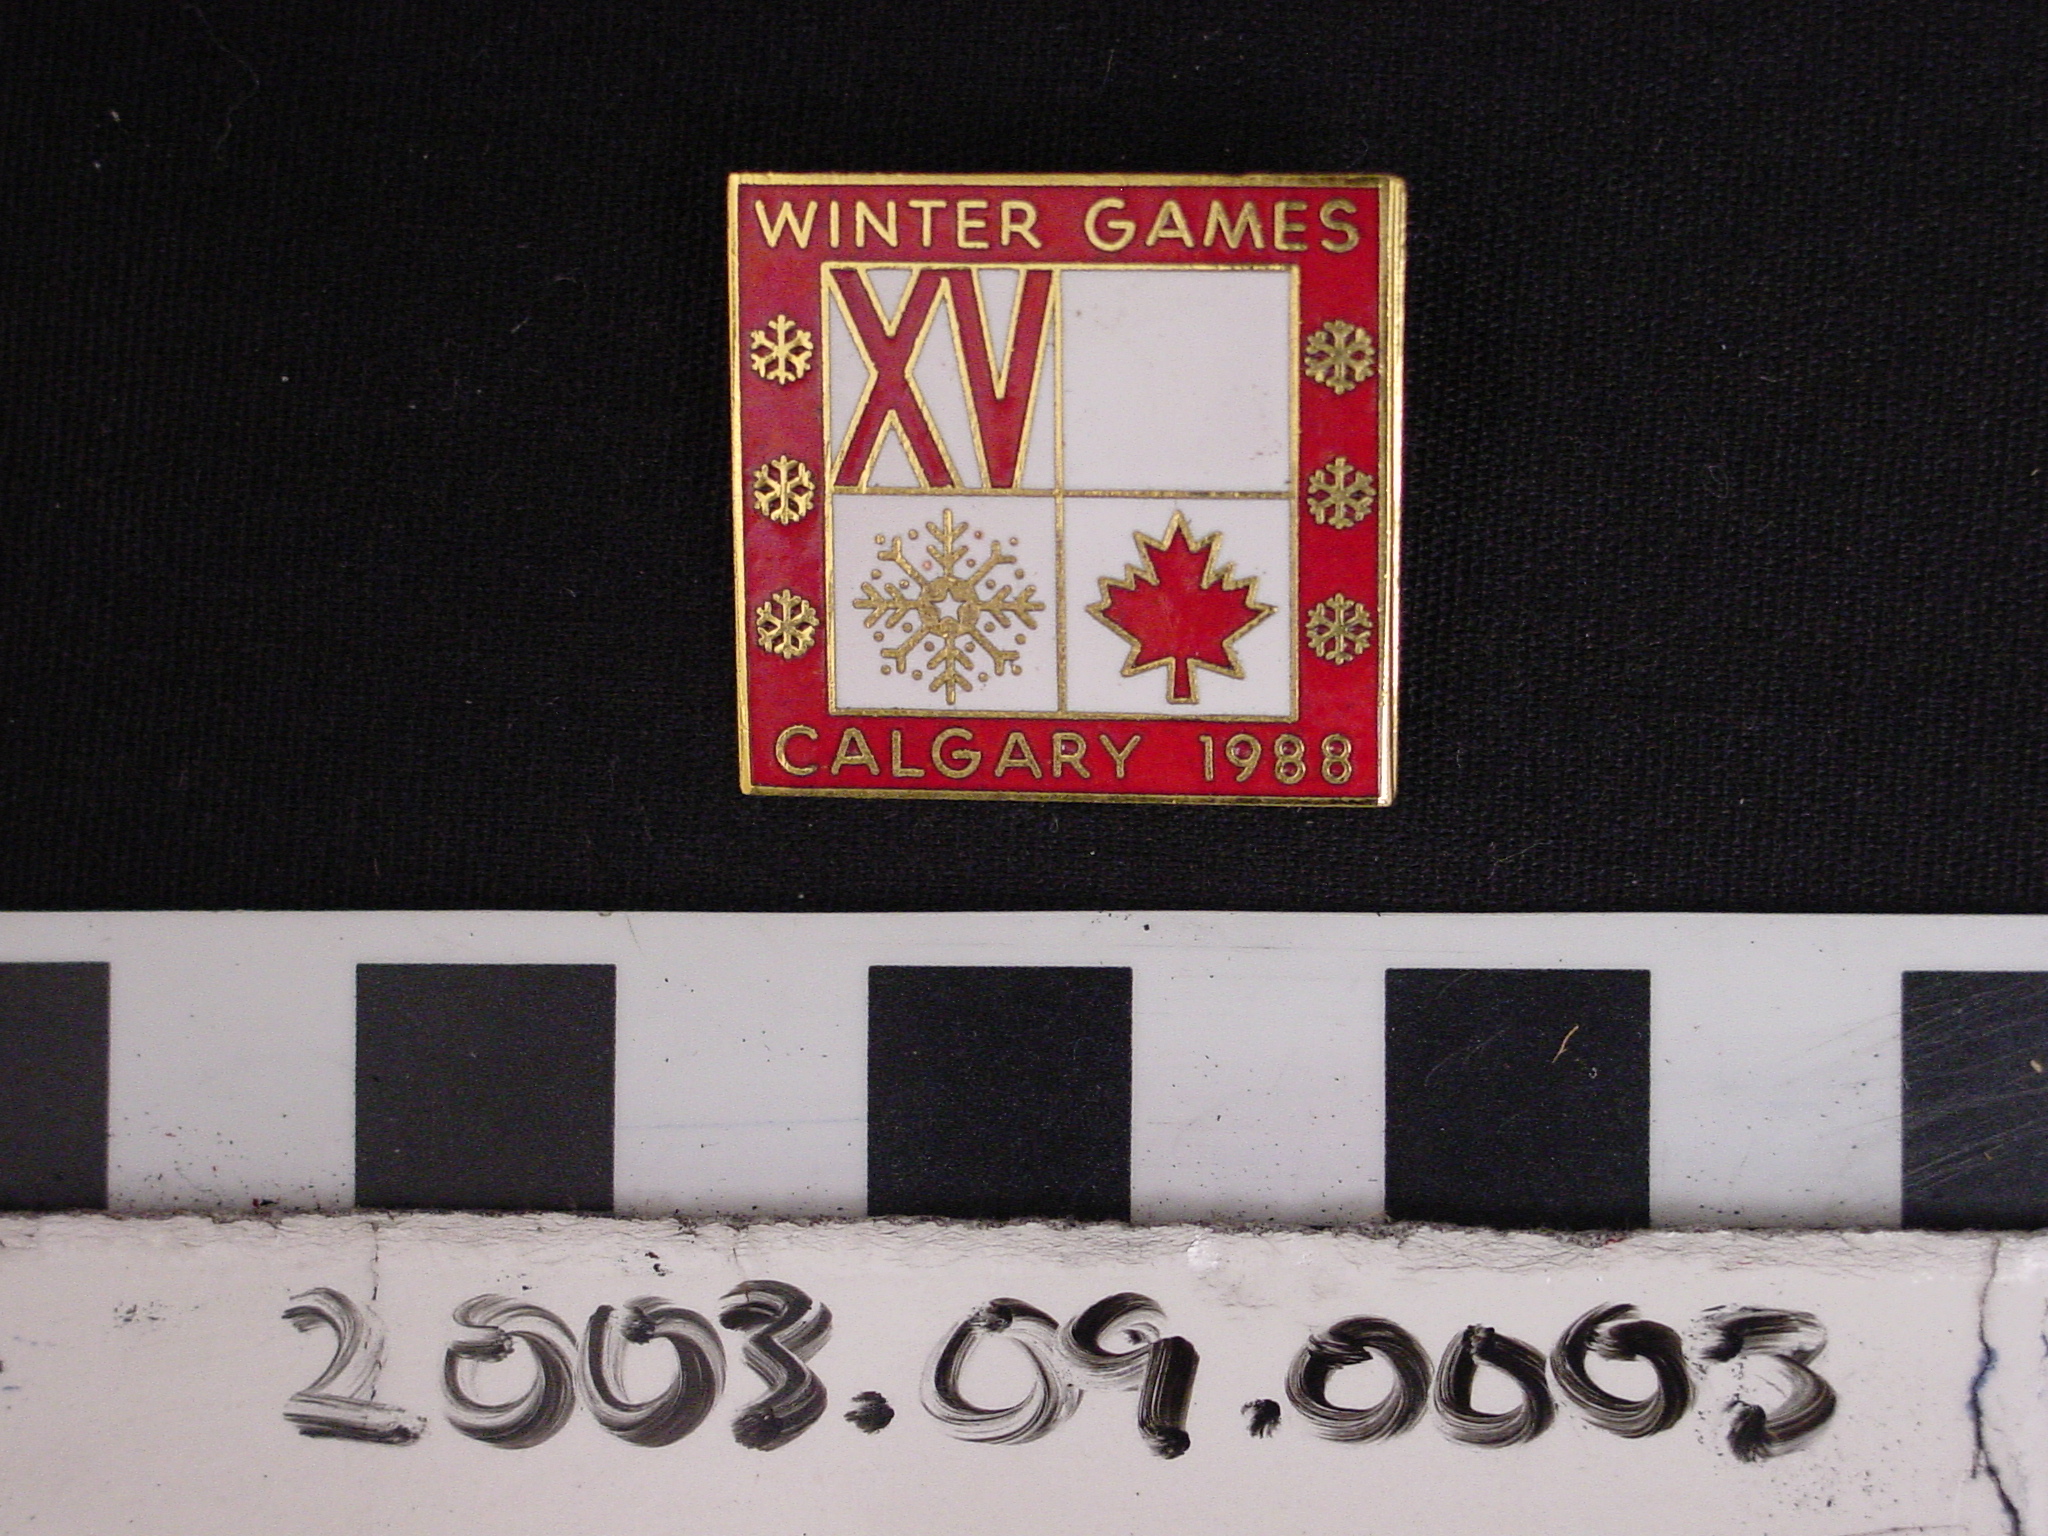 WINTER GAMES
XV
CALGARY 1988
2003.09.0003